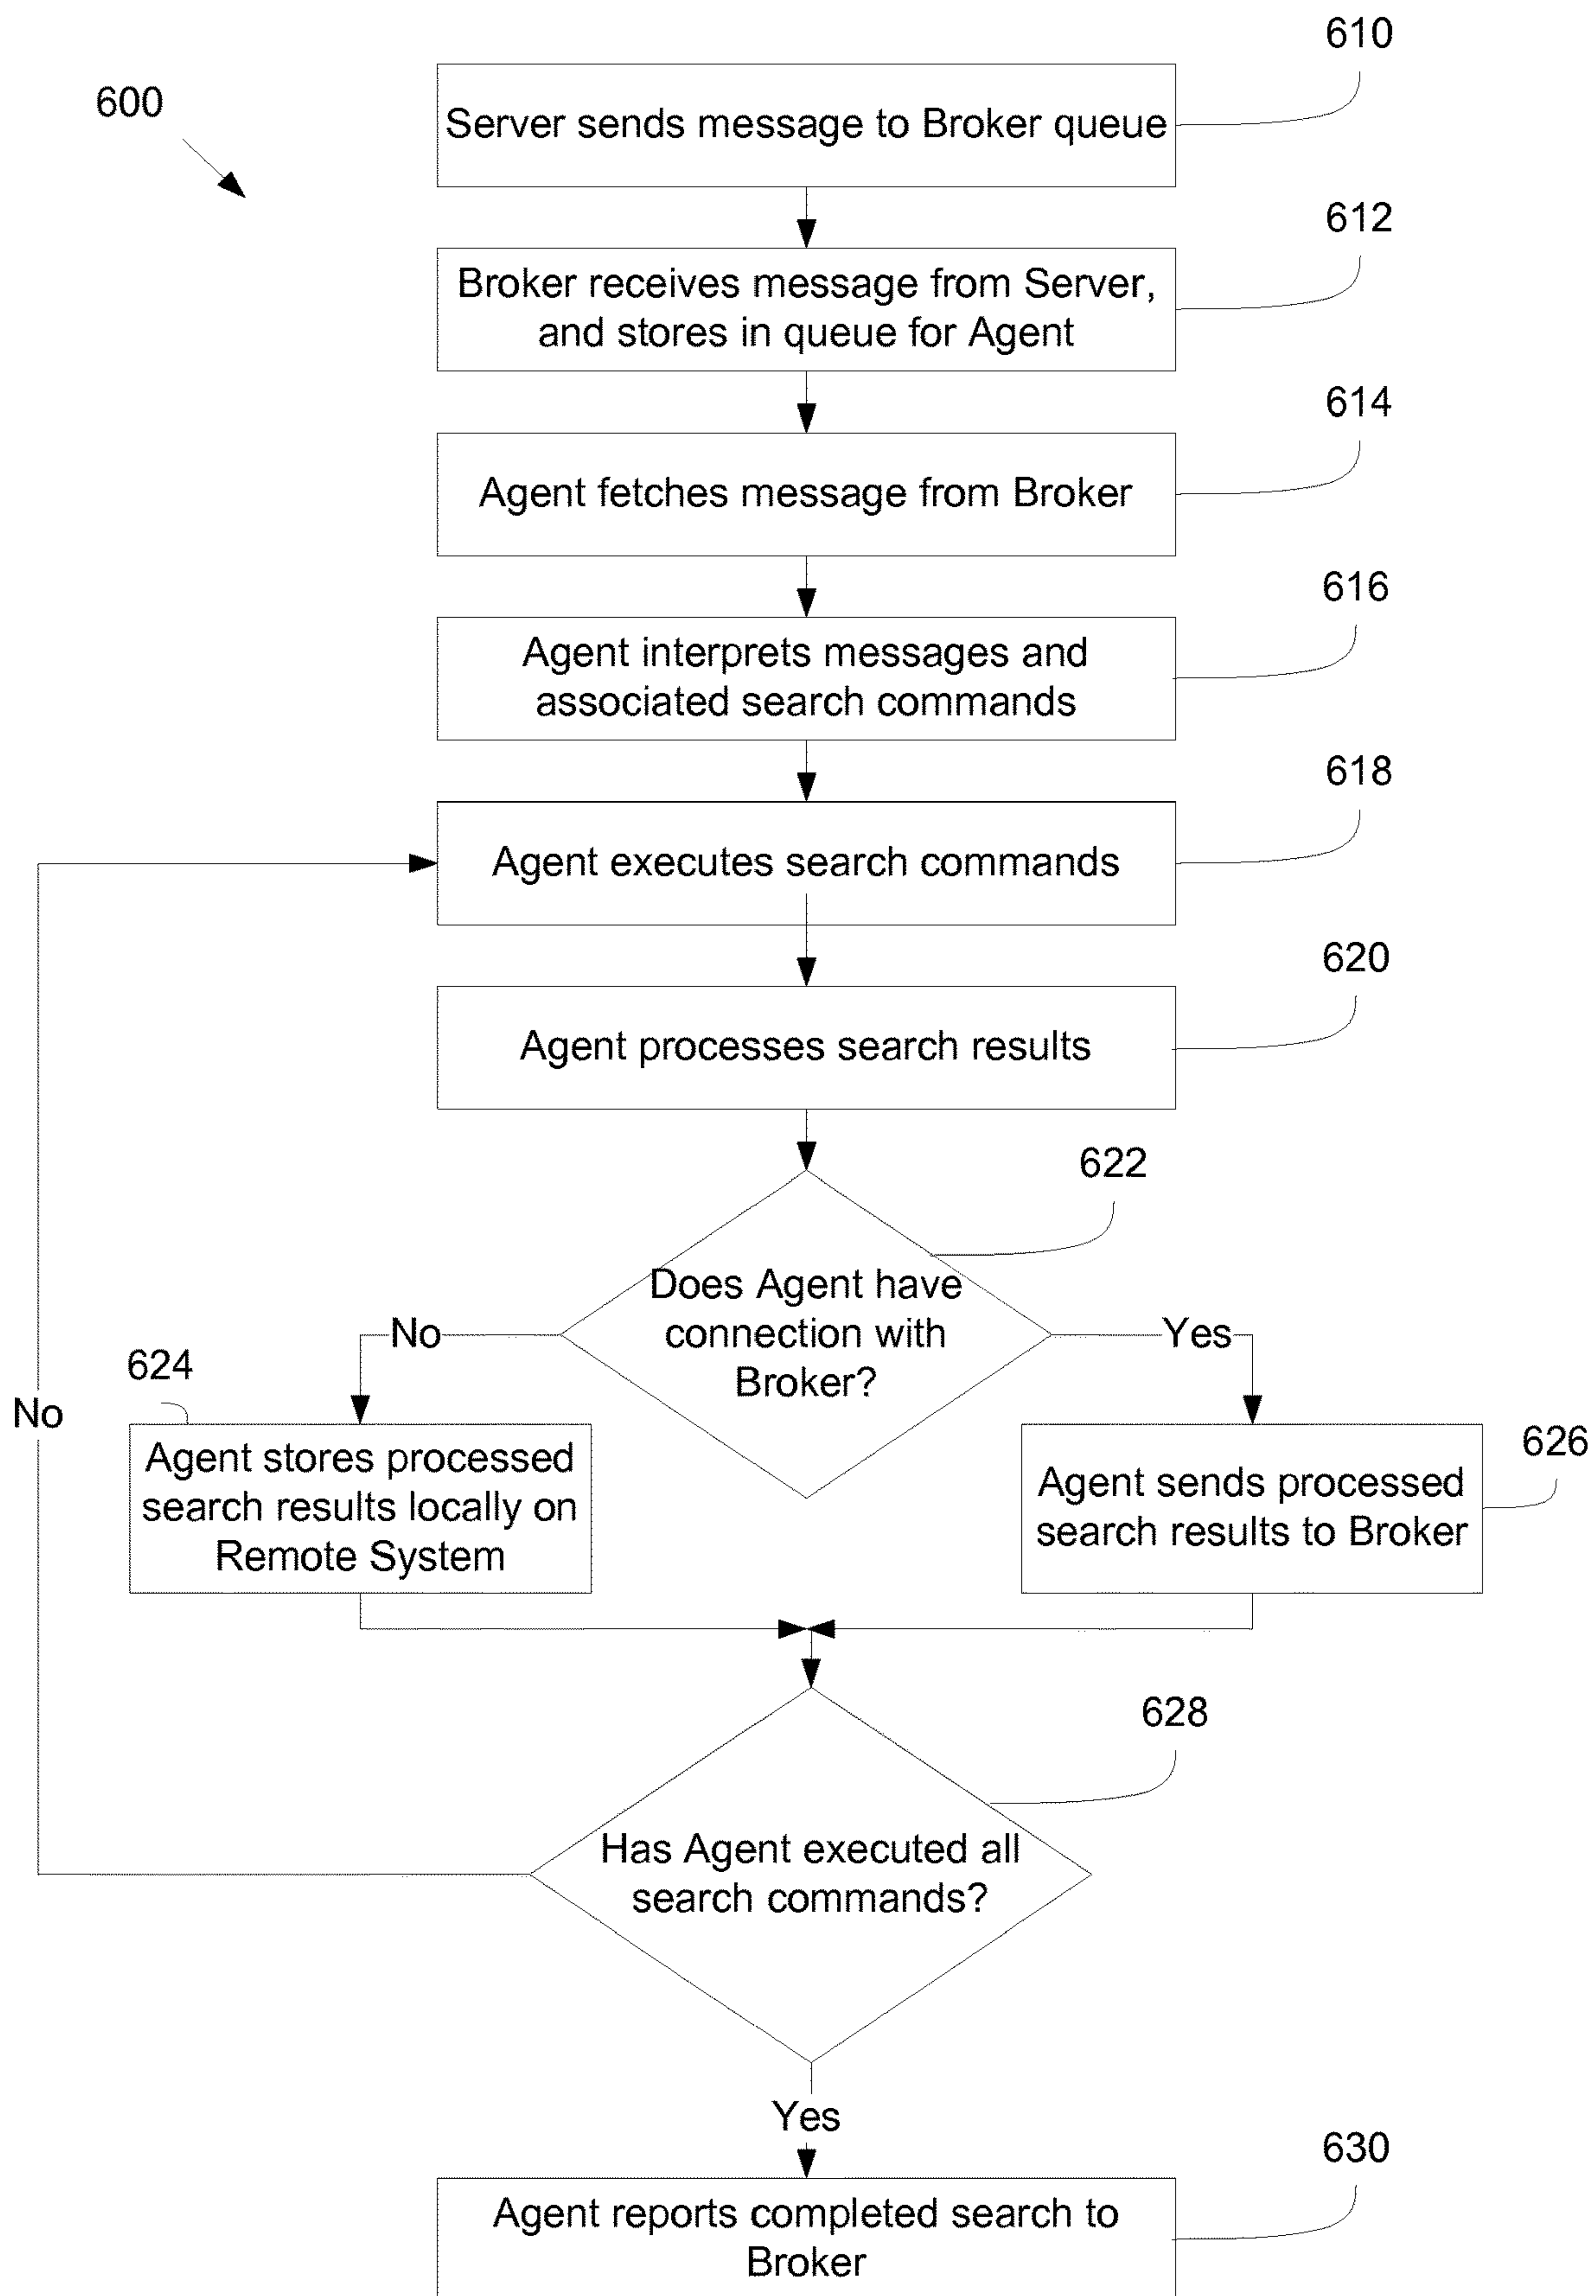 610
600
Server sends message to Broker queue
612
Broker receives message from Server,
and stores in queue for Agent
614
Agent fetches message from Broker
616
Agent interprets messages and
associated search commands
618
Agent executes search commands
620
Agent processes search results
622
Does Agent have
connection with
Broker?
No
Yes
624
No
Agent stores processed
search results locally on
Remote System
626
Agent sends processed
search results to Broker
628
Has Agent executed all
search commands?
Yes
630
Agent reports completed search to
Broker